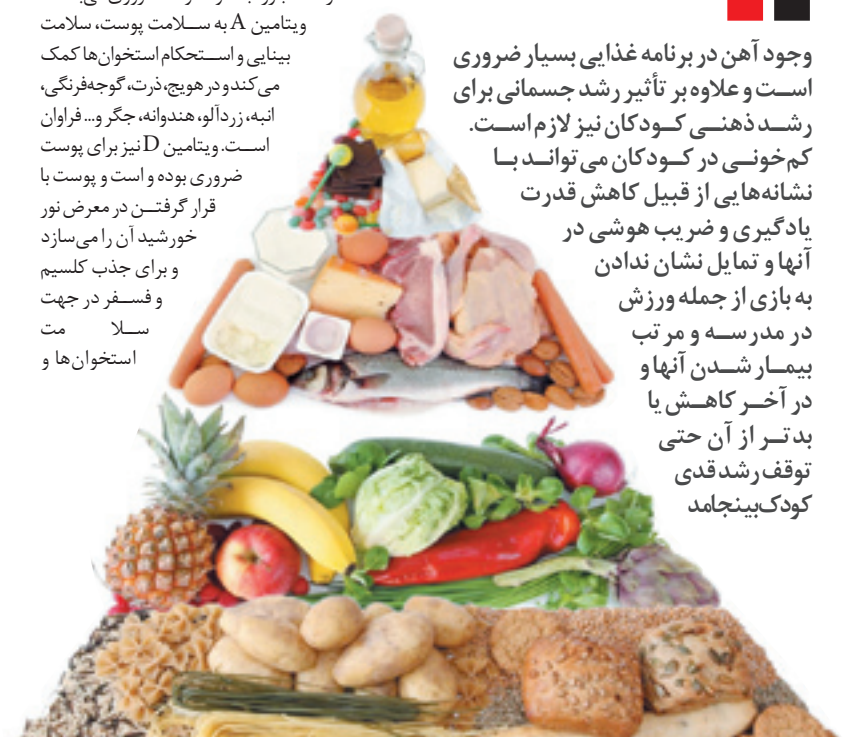 وجود آهن در برنامه غذایی بسیار ضروری
است و علاوه بر تأثیر رشد جسمانی برای
رشد ذهنی کودکان نیز لازم است.
کم‌خونی در کودکان می‌تواند با
نشانه‌هایی از قبیل کاهش قدرت
یادگیری و ضریب هوشی در
آنها و تمایل نشان ندادن
به بازی از جمله ورزش
در مدرسه و مرتب
بیمار شدن آنها و
در آخر کاهش یا
بدتر از آن حتی
توقف رشد قدی
کودک بینجامد
ویتامین A به سلامت پوست، سلامت
بینایی و استحکام استخوان‌ها کمک
می‌کند و در هویج، ذرت، گوجه‌فرنگی،
انبه، زردآلو، هندوانه، جگر و... فراوان
است. ویتامین D نیز برای پوست
ضروری بوده و است و پوست با
قرار گرفتن در معرض نور
خورشید آن را می‌سازد
و برای جذب کلسیم
و فسفر در جهت
سلا مت
استخوان‌ها و